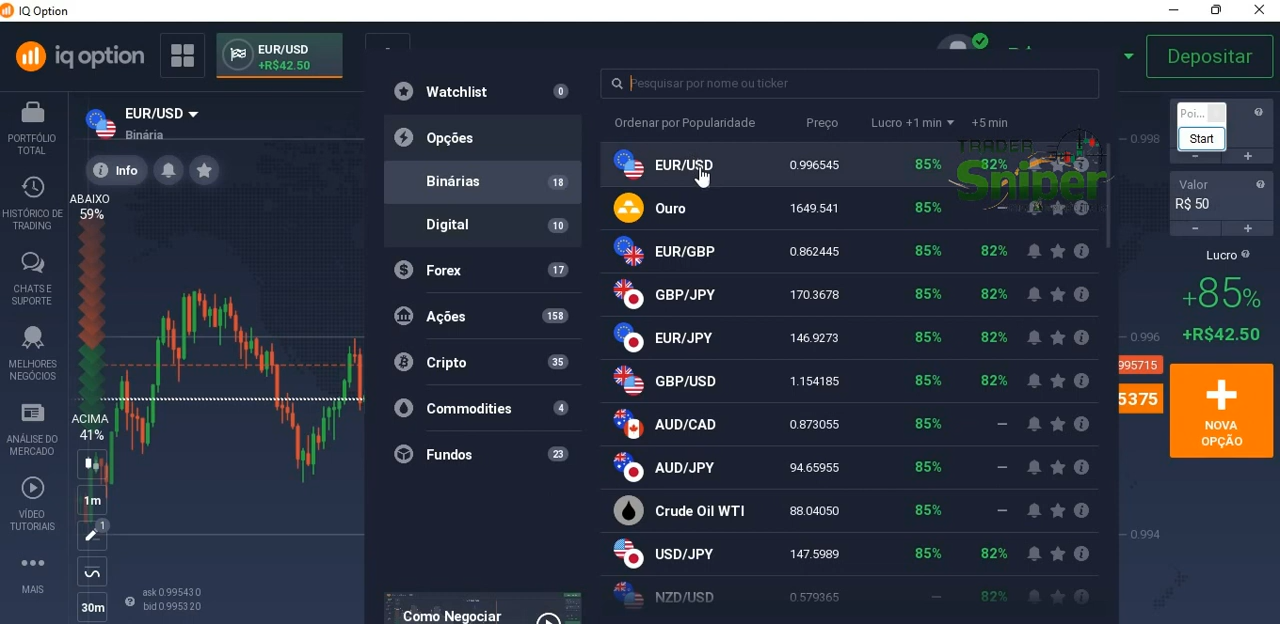 IQ Option
iq option
EUR/USD
+R$42.50
Depositar
PORTFÓLIO
TOTAL
HISTÓRICO DE
TRADING
CHATS E
SUPORTE
MELHORES
NEGÓCIOS
ANÁLISE DO
MERCADO
VÍDEO
TUTORIAIS
MAIS
EUR/USD
Binária
Info
ABAIXO
59%
ACIMA
41%
1m
1
30m
ask 0.99543 0
bid 0.9953 20
Watchlist 0
Opções
Binárias 18
Digital 10
Forex 17
Ações 158
Cripto 35
Commodities 4
Fundos 23
Como Negociar
Pesquisar por nome ou ticker
Ordenar por Popularidade Preço Lucro +1 min +5 min
EUR/USD 0.996545 85% 82%
Ouro 1649.541 85% –
EUR/GBP 0.862445 85% 82%
GBP/JPY 170.3678 85% 82%
EUR/JPY 146.9273 85% 82%
GBP/USD 1.154185 85% 82%
AUD/CAD 0.873055 85% –
AUD/JPY 94.65955 85% –
Crude Oil WTI 88.04050 85% –
USD/JPY 147.5989 85% 82%
NZD/USD 0.579365 – 82%
TRADER
Sniper
0.998
0.996
995715
5375
0.994
Poi...
Start
Valor
R$ 50
Lucro
+85%
+R$42.50
NOVA
OPÇÃO